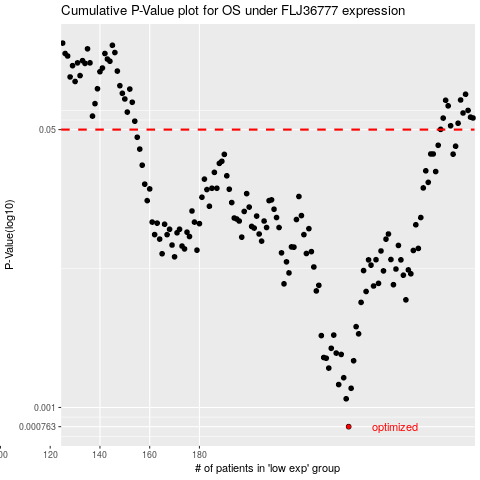 Cumulative P-Value plot for OS under FLJ36777 expression
0.05
P-Value(log10)
0.001
0.000763
optimized
00
120
140
160
180
# of patients in 'low exp' group